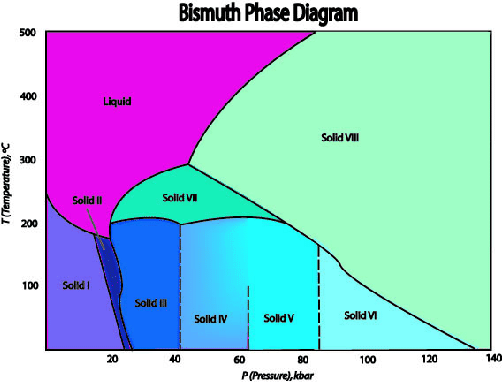 Bismuth Phase Diagram
500
400
300
200
100
T (Temperature), °C
Liquid
Solid VIII
Solid II
Solid VII
Solid I
Solid III
Solid IV
Solid V
Solid VI
20
40
60
80
100
120
140
P (Pressure), kbar